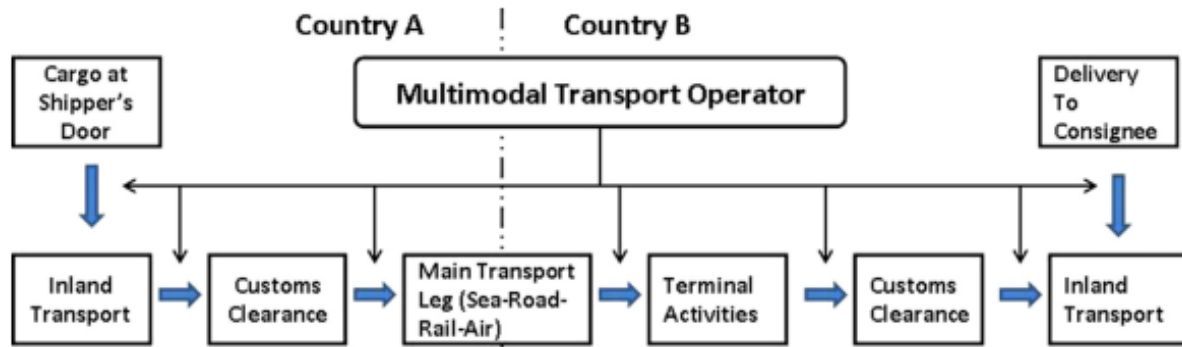 Country A
Country B
Cargo at
Shipper's
Door
Multimodal Transport Operator
Delivery
To
Consignee
Inland
Transport
Customs
Clearance
Main Transport
Leg (Sea-Road-
Rail-Air)
Terminal
Activities
Customs
Clearance
Inland
Transport